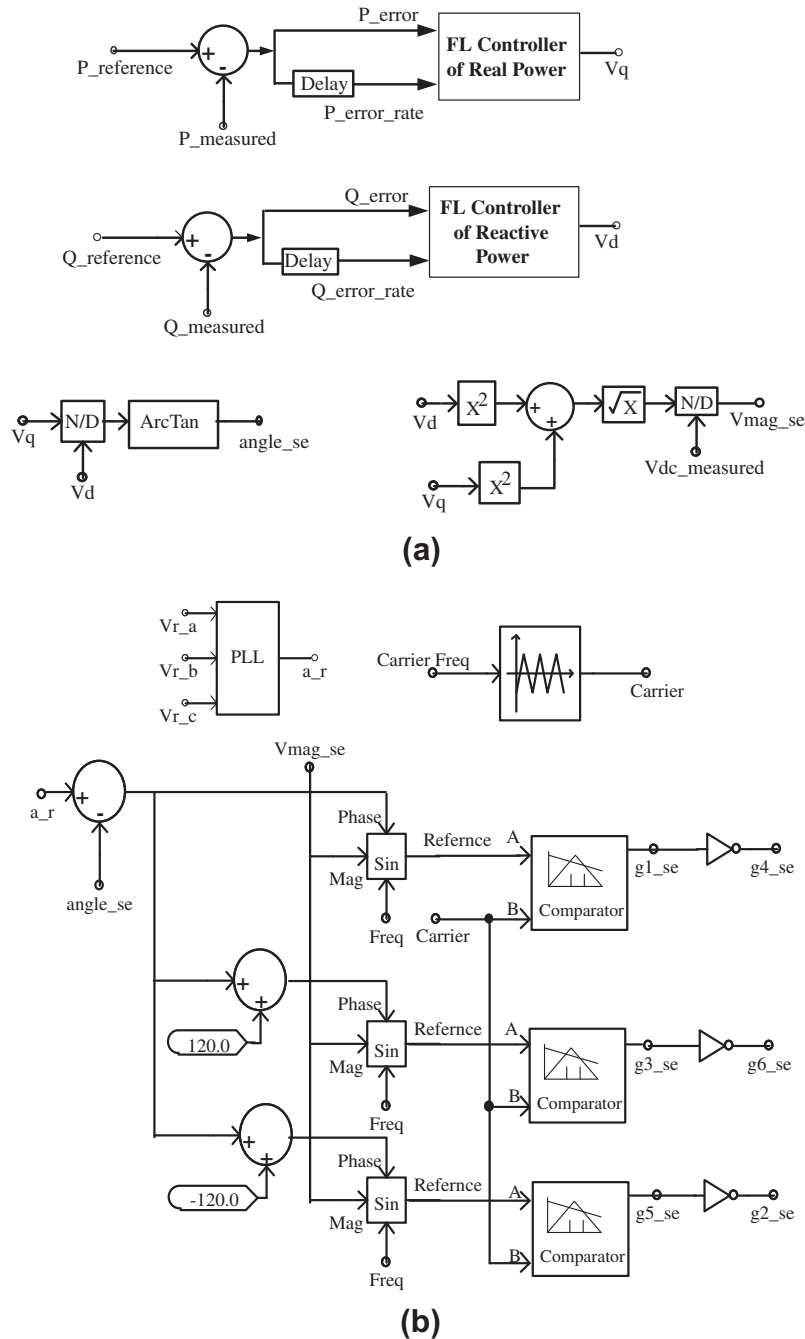 P_error
FL Controller
of Real Power
P_reference
+
-
Delay
Vq
P_error_rate
P_measured
Q_error
FL Controller
of Reactive
Power
Q_reference
+
-
Delay
Vd
Q_error_rate
Q_measured
Vq
N/D
ArcTan
angle_se
Vd
Vd
X²
+
+
√X
N/D
Vmag_se
Vdc_measured
Vq
X²
(a)
Vr_a
Vr_b
Vr_c
PLL
a_r
Carrier Freq
Carrier
Vmag_se
a_r
+
-
angle_se
Phase
Mag
Sin
Freq
Refernce
A
B
Carrier
Comparator
g1_se
g4_se
+
+
120.0
Phase
Mag
Sin
Freq
Refernce
A
B
Comparator
g3_se
g6_se
+
+
-120.0
Phase
Mag
Sin
Freq
Refernce
A
B
Comparator
g5_se
g2_se
(b)